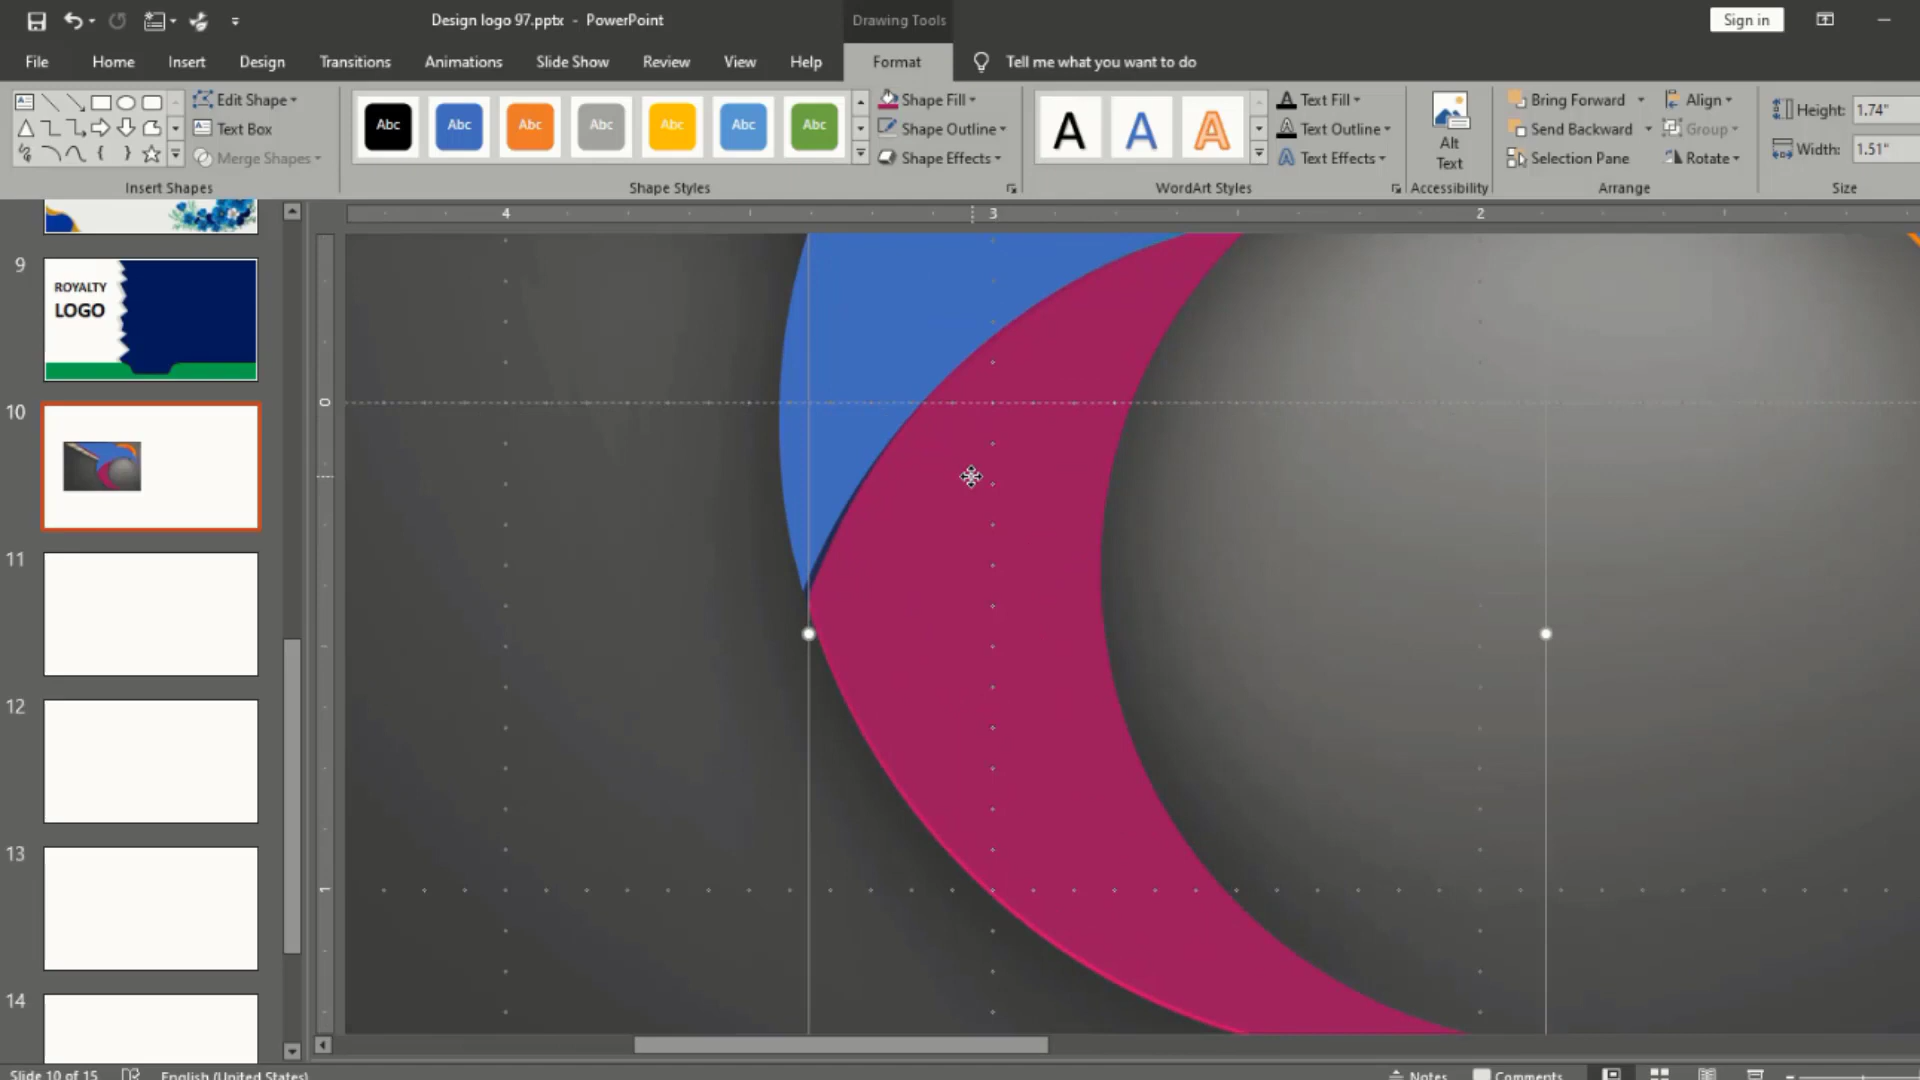 Design logo 97.pptx - PowerPoint
Drawing Tools
Sign in
File
Home
Insert
Design
Transitions
Animations
Slide Show
Review
View
Help
Format
Tell me what you want to do
Edit Shape
Text Box
Merge Shapes
Insert Shapes
Abc
Abc
Abc
Abc
Abc
Abc
Abc
Shape Fill
Shape Outline
Shape Effects
Shape Styles
A
A
A
Text Fill
Text Outline
Text Effects
WordArt Styles
Alt
Text
Accessibility
Bring Forward
Send Backward
Selection Pane
Align
Group
Rotate
Arrange
Height: 1.74"
Width: 1.51"
Size
4
3
2
0
1
9
ROYALTY
LOGO
10
11
12
13
14
Slide 10 of 15
English (United States)
Notes
Comments